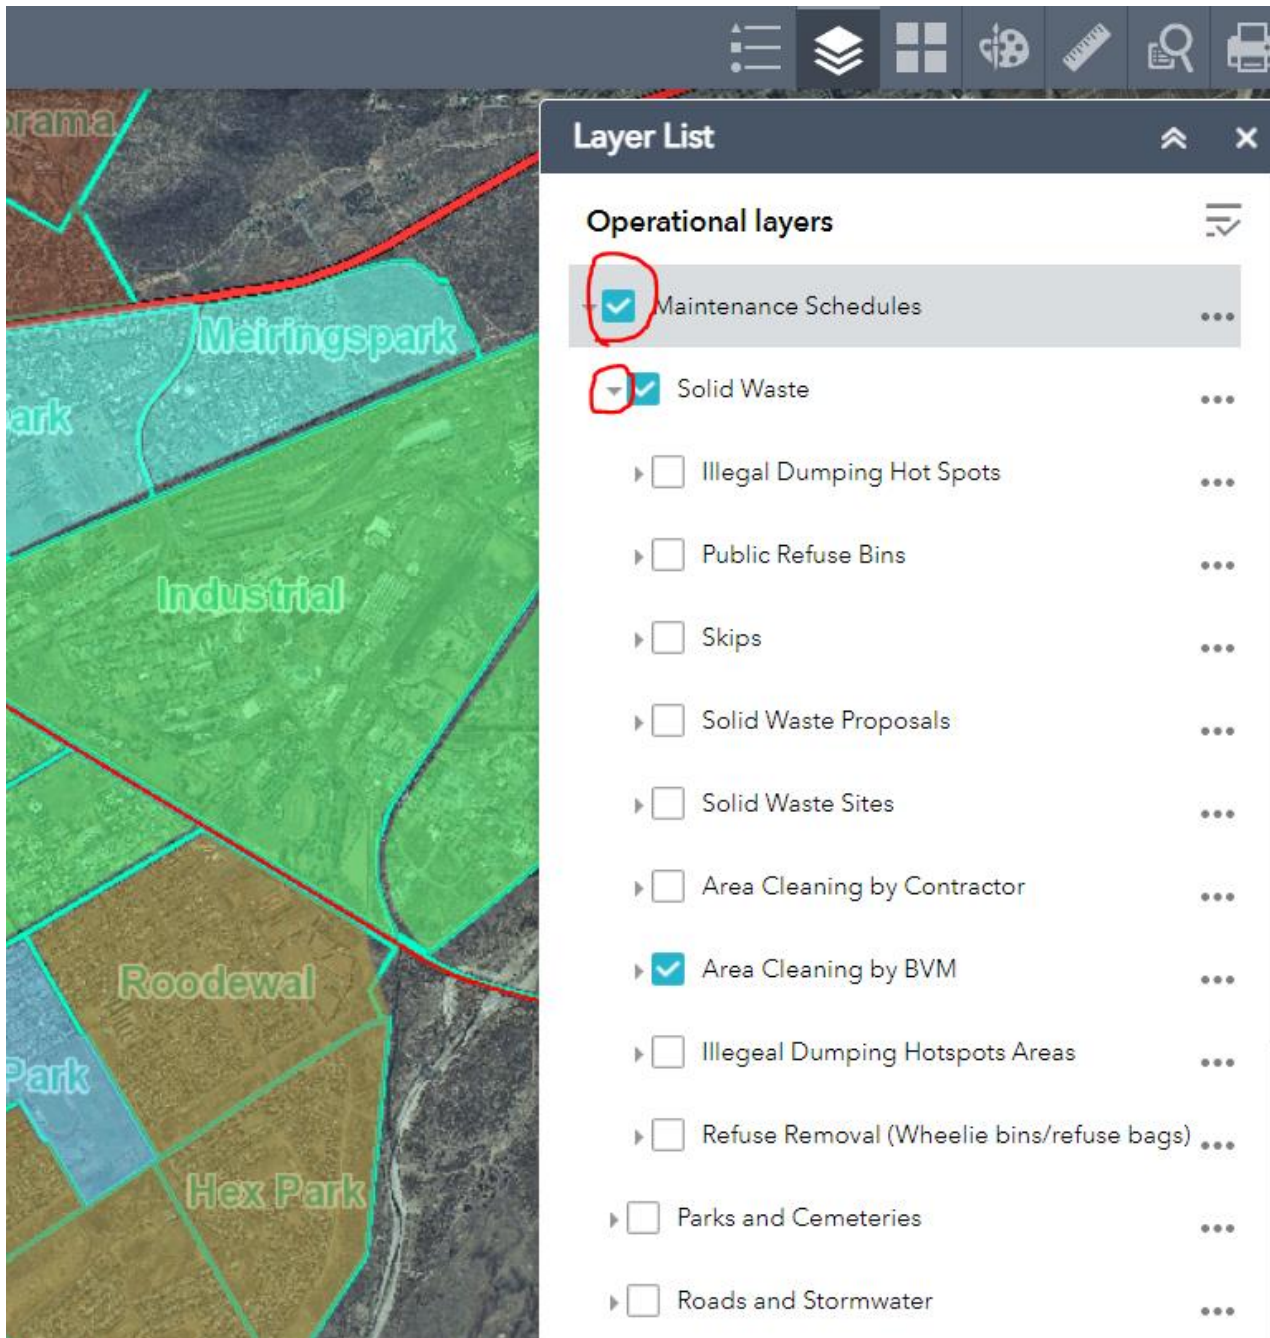 Layer List
Operational layers
Maintenance Schedules
Solid Waste
Illegal Dumping Hot Spots
Public Refuse Bins
Skips
Solid Waste Proposals
Solid Waste Sites
Area Cleaning by Contractor
Area Cleaning by BVM
Illegeal Dumping Hotspots Areas
Refuse Removal (Wheelie bins/refuse bags)
Parks and Cemeteries
Roads and Stormwater
rama
Meiringspark
ark
Industrial
Roodewal
Park
Hex Park